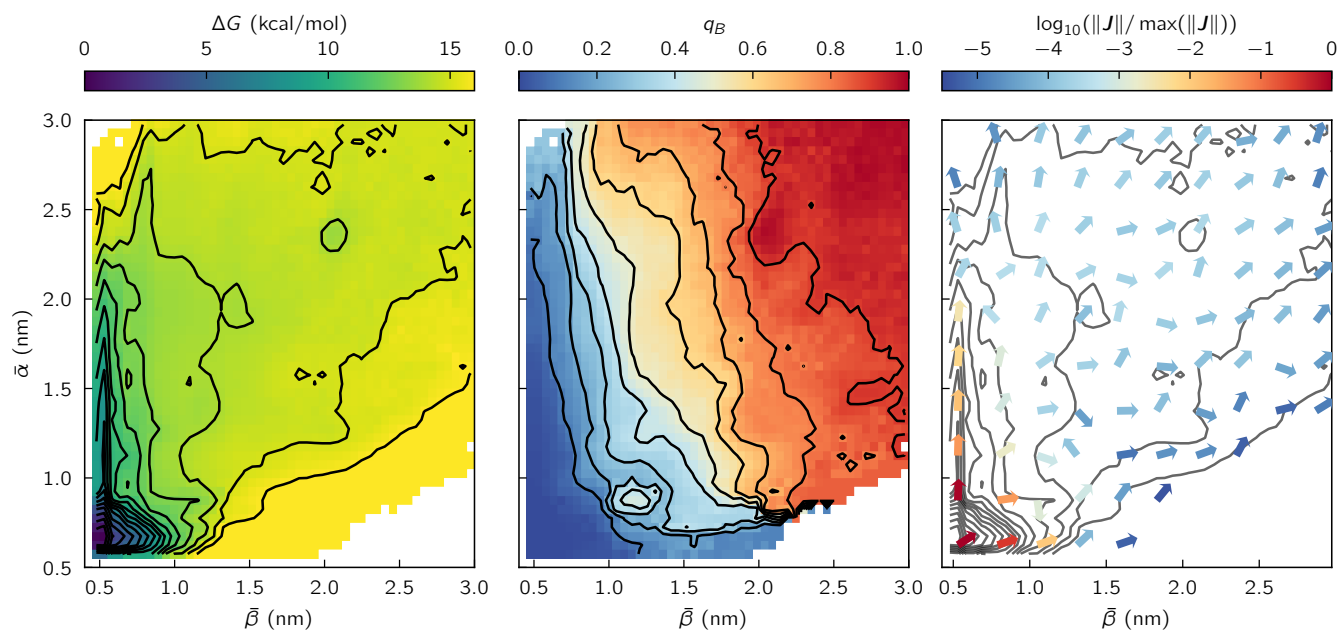 ΔG (kcal/mol)
0 5 10 15
q_B
0.0 0.2 0.4 0.6 0.8 1.0
log₁₀(‖J‖/ max(‖J‖))
−5 −4 −3 −2 −1 0
3.0
2.5
2.0
1.5
1.0
0.5
ᾱ (nm)
0.5 1.0 1.5 2.0 2.5 3.0
β̄ (nm)
0.5 1.0 1.5 2.0 2.5 3.0
β̄ (nm)
0.5 1.0 1.5 2.0 2.5
β̄ (nm)